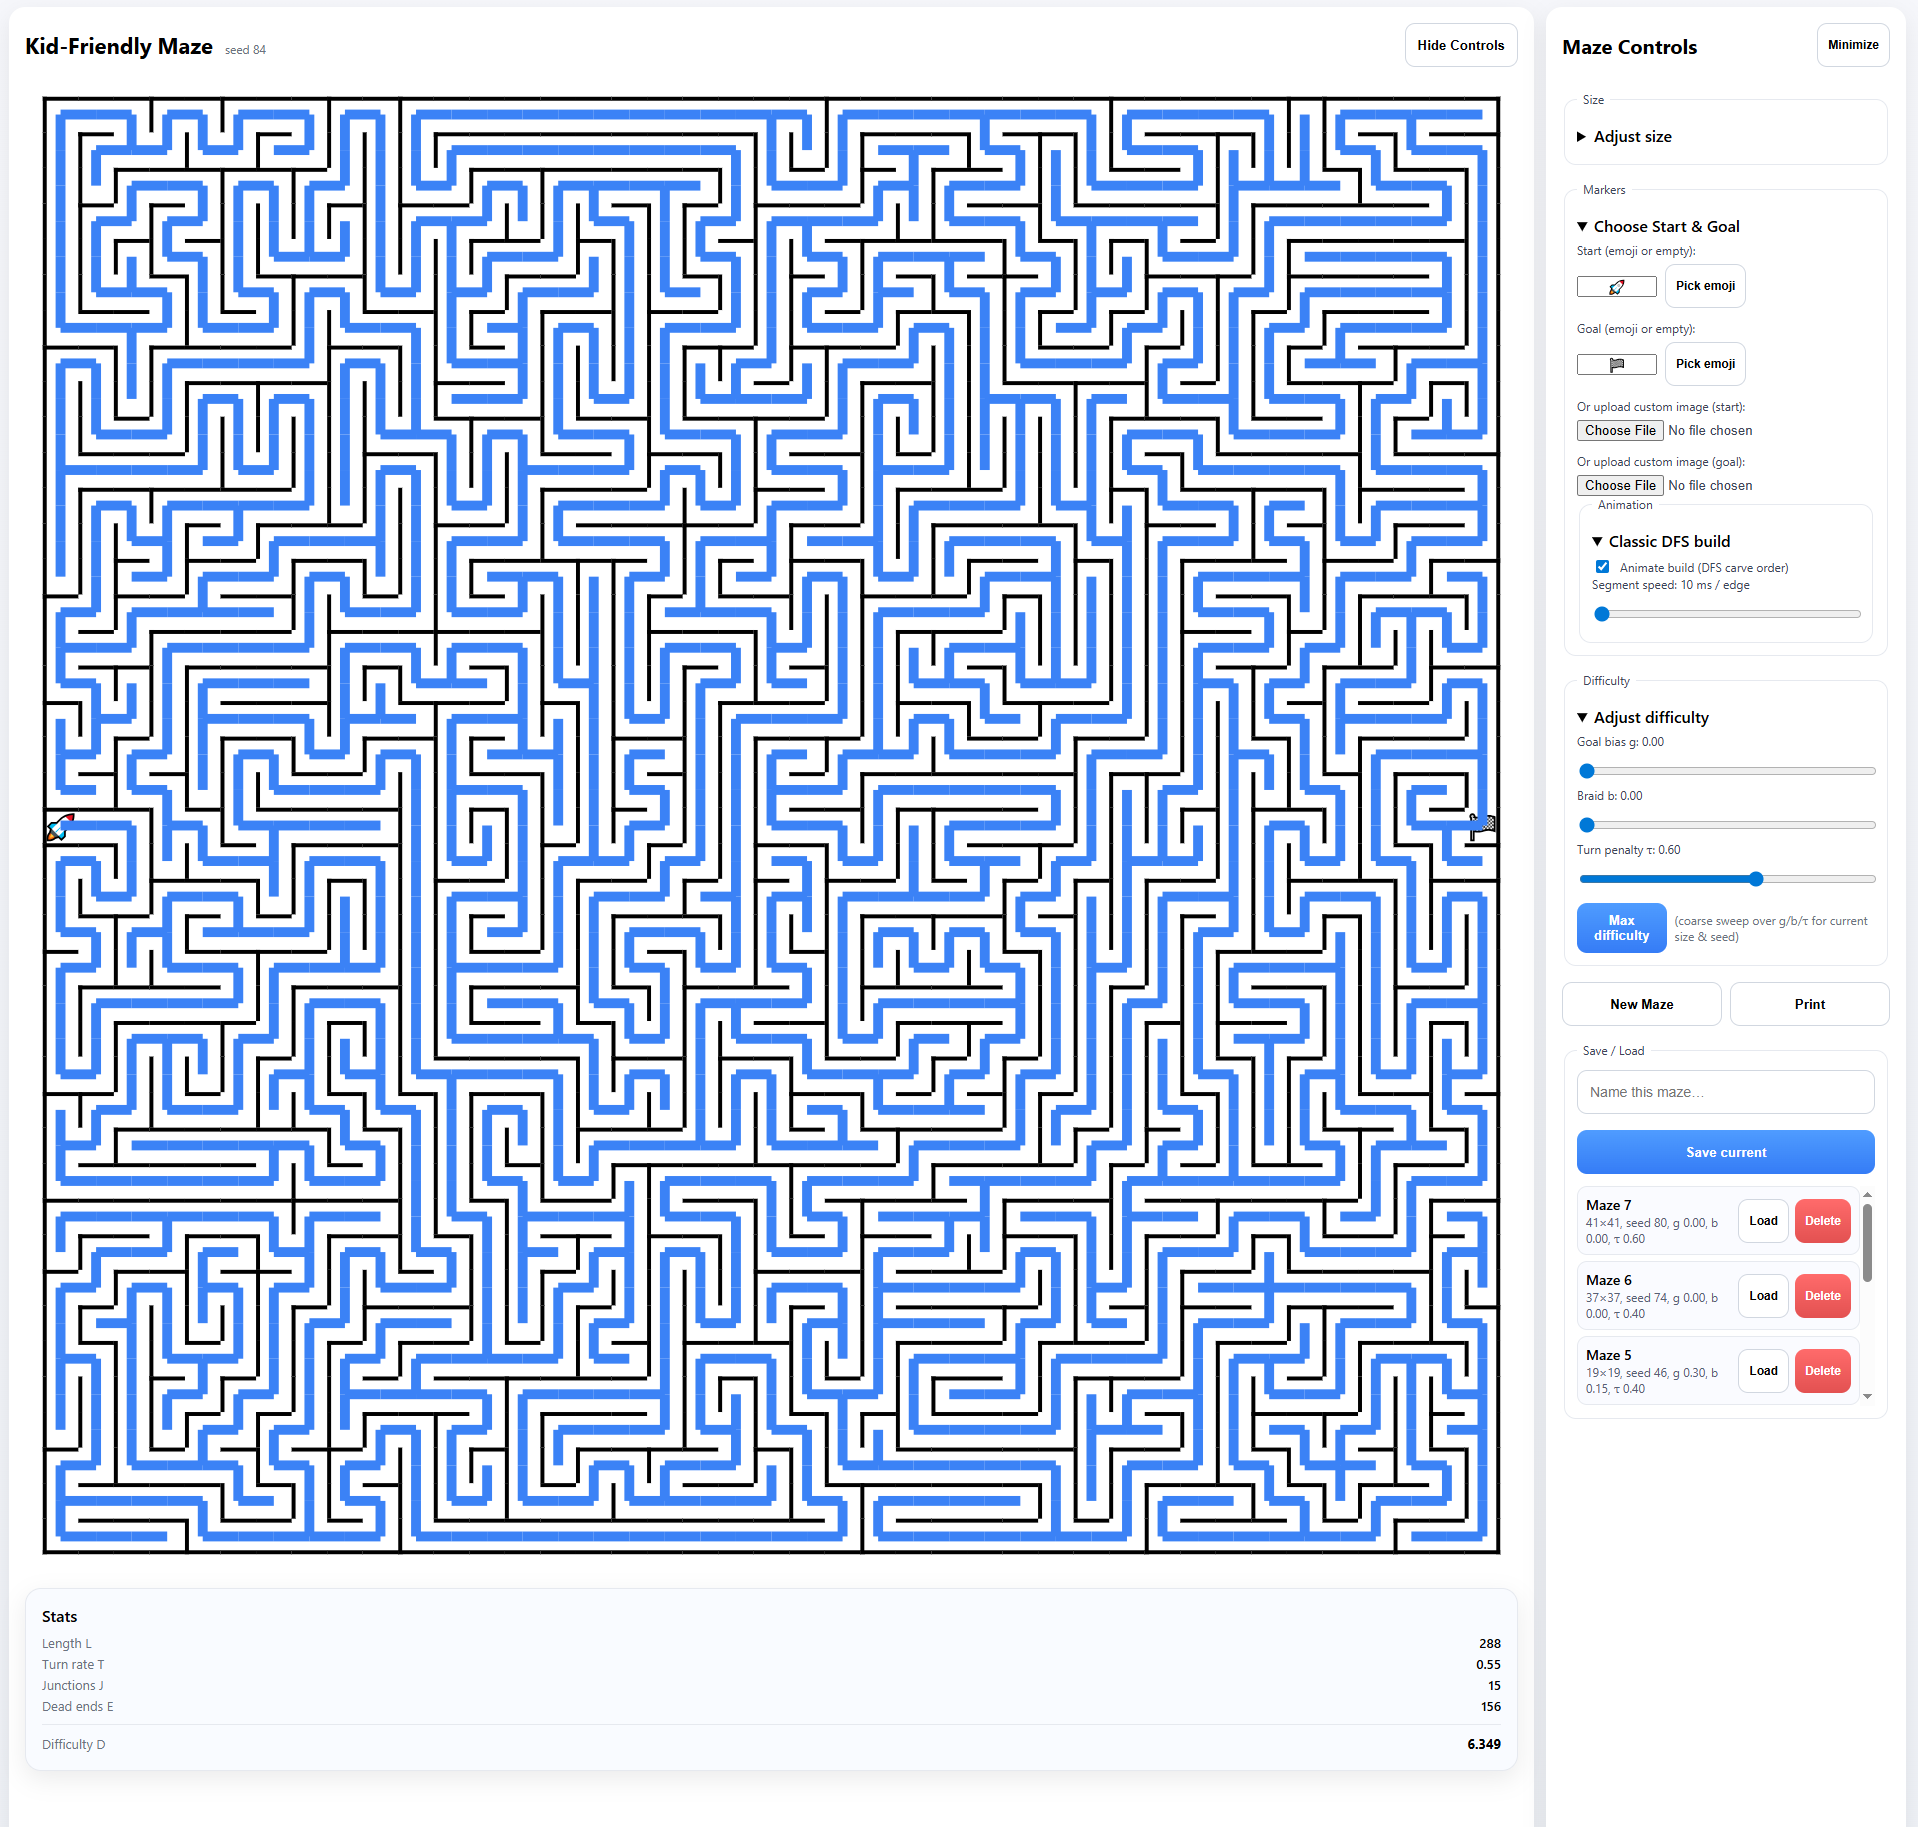 Kid-Friendly Maze seed 84
Hide Controls
Maze Controls
Minimize
Size
▶ Adjust size
Markers
▼ Choose Start & Goal
Start (emoji or empty):
🚀 Pick emoji
Goal (emoji or empty):
🏁 Pick emoji
Or upload custom image (start):
Choose File No file chosen
Or upload custom image (goal):
Choose File No file chosen
Animation
▼ Classic DFS build
Animate build (DFS carve order)
Segment speed: 10 ms / edge
Difficulty
▼ Adjust difficulty
Goal bias g: 0.00
Braid b: 0.00
Turn penalty τ: 0.60
Max
difficulty
(coarse sweep over g/b/τ for current
size & seed)
New Maze
Print
Save / Load
Name this maze...
Save current
Maze 7
41×41, seed 80, g 0.00, b
0.00, τ 0.60
Load
Delete
Maze 6
37×37, seed 74, g 0.00, b
0.00, τ 0.40
Load
Delete
Maze 5
19×19, seed 46, g 0.30, b
0.15, τ 0.40
Load
Delete
Stats
Length L 288
Turn rate T 0.55
Junctions J 15
Dead ends E 156
Difficulty D 6.349